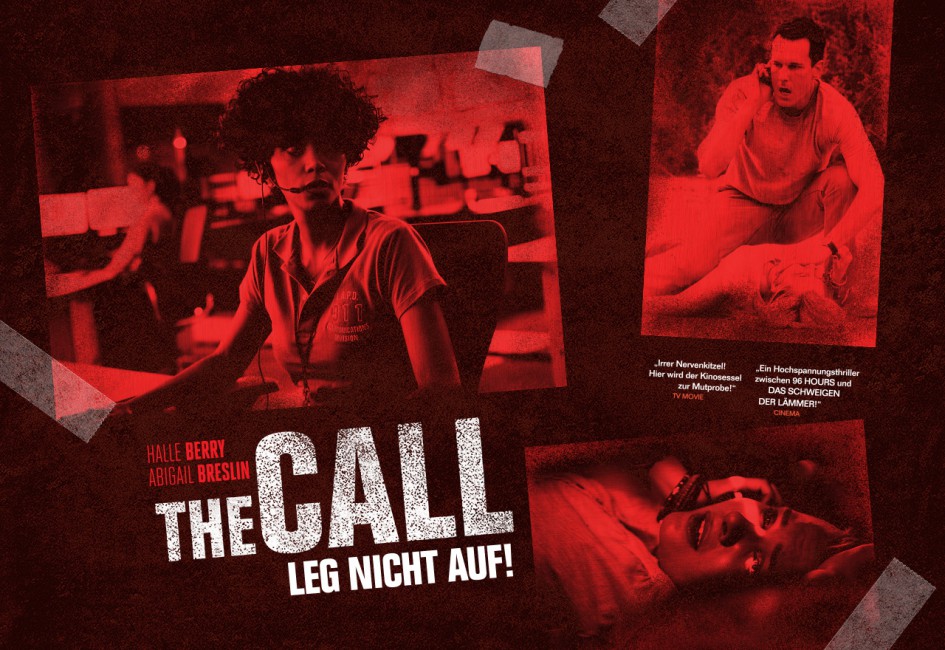 911
„Irrer Nervenkitzel!
Hier wird der Kinosessel
zur Mutprobe!"
TV MOVIE
„Ein Hochspannungsthriller
zwischen 96 HOURS und
DAS SCHWEIGEN
DER LÄMMER!"
CINEMA
HALLE BERRY
ABIGAIL BRESLIN
THE CALL
LEG NICHT AUF!